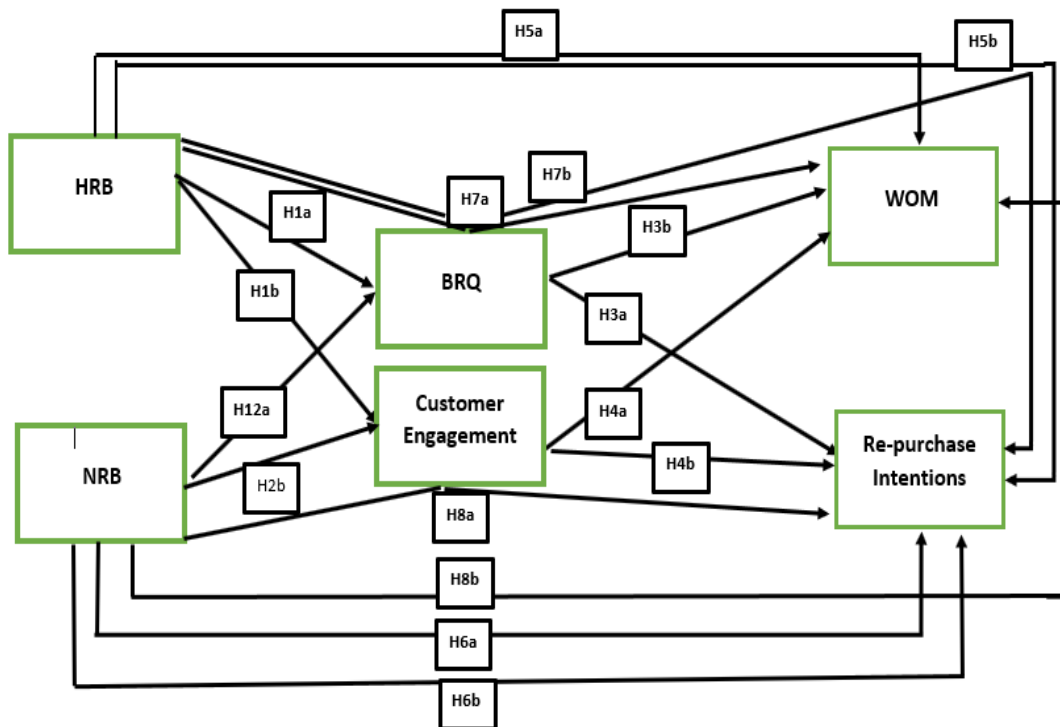 H5a
H5b
HRB
H1a
H7a
H7b
WOM
H3b
H1b
BRQ
H3a
H12a
Customer
Engagement
H4a
Re-purchase
Intentions
H4b
NRB
H2b
H8a
H8b
H6a
H6b